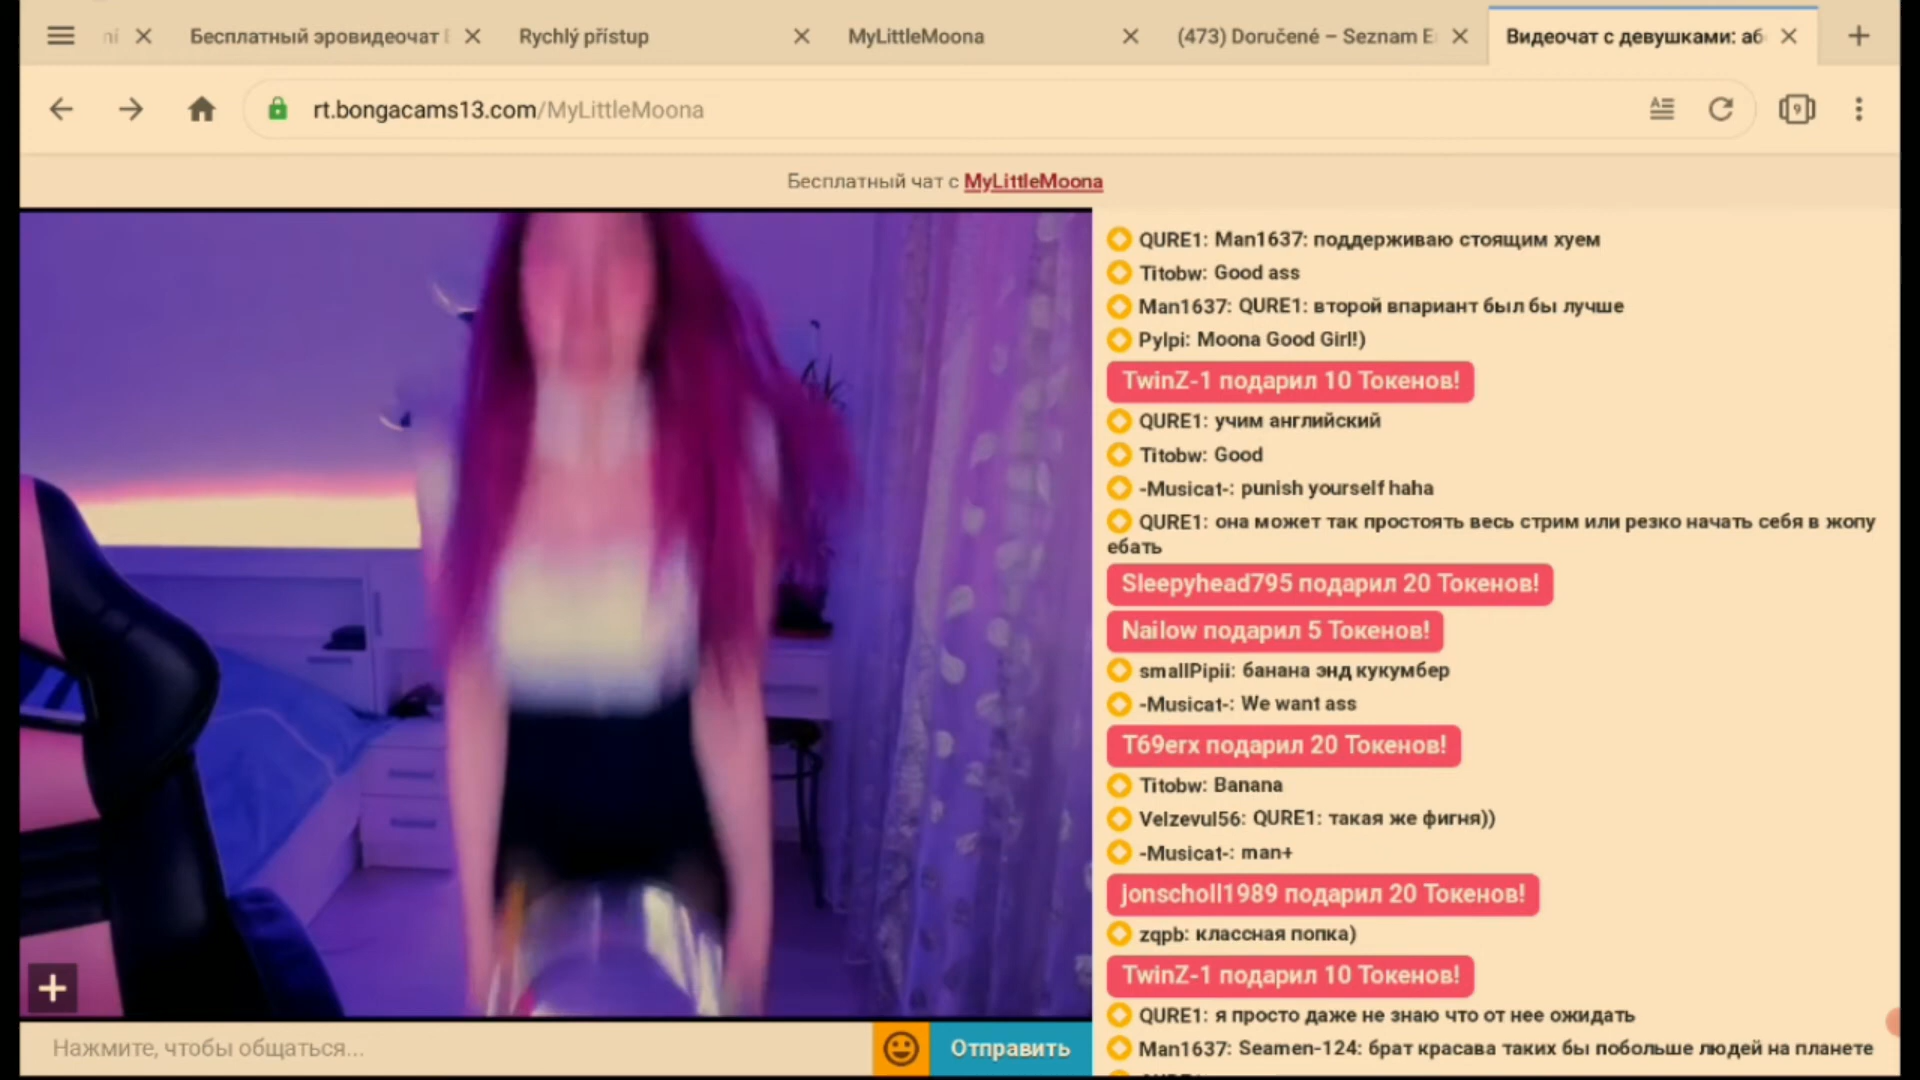 ní
Бесплатный эровидеочат
Rychlý přístup
MyLittleMoona
(473) Doručené – Seznam E
Видеочат с девушками: аб
rt.bongacams13.com/MyLittleMoona
9
Бесплатный чат с MyLittleMoona
QURE1: Man1637: поддерживаю стоящим хуем
Titobw: Good ass
Man1637: QURE1: второй впариант был бы лучше
Pylpi: Moona Good Girl!)
TwinZ-1 подарил 10 Токенов!
QURE1: учим английский
Titobw: Good
-Musicat-: punish yourself haha
QURE1: она может так простоять весь стрим или резко начать себя в жопу
ебать
Sleepyhead795 подарил 20 Токенов!
Nailow подарил 5 Токенов!
smallPipii: банана энд кукумбер
-Musicat-: We want ass
T69erx подарил 20 Токенов!
Titobw: Banana
Velzevul56: QURE1: такая же фигня))
-Musicat-: man+
jonscholl1989 подарил 20 Токенов!
zqpb: классная попка)
TwinZ-1 подарил 10 Токенов!
QURE1: я просто даже не знаю что от нее ожидать
Man1637: Seamen-124: брат красава таких бы побольше людей на планете
Нажмите, чтобы общаться...
Отправить